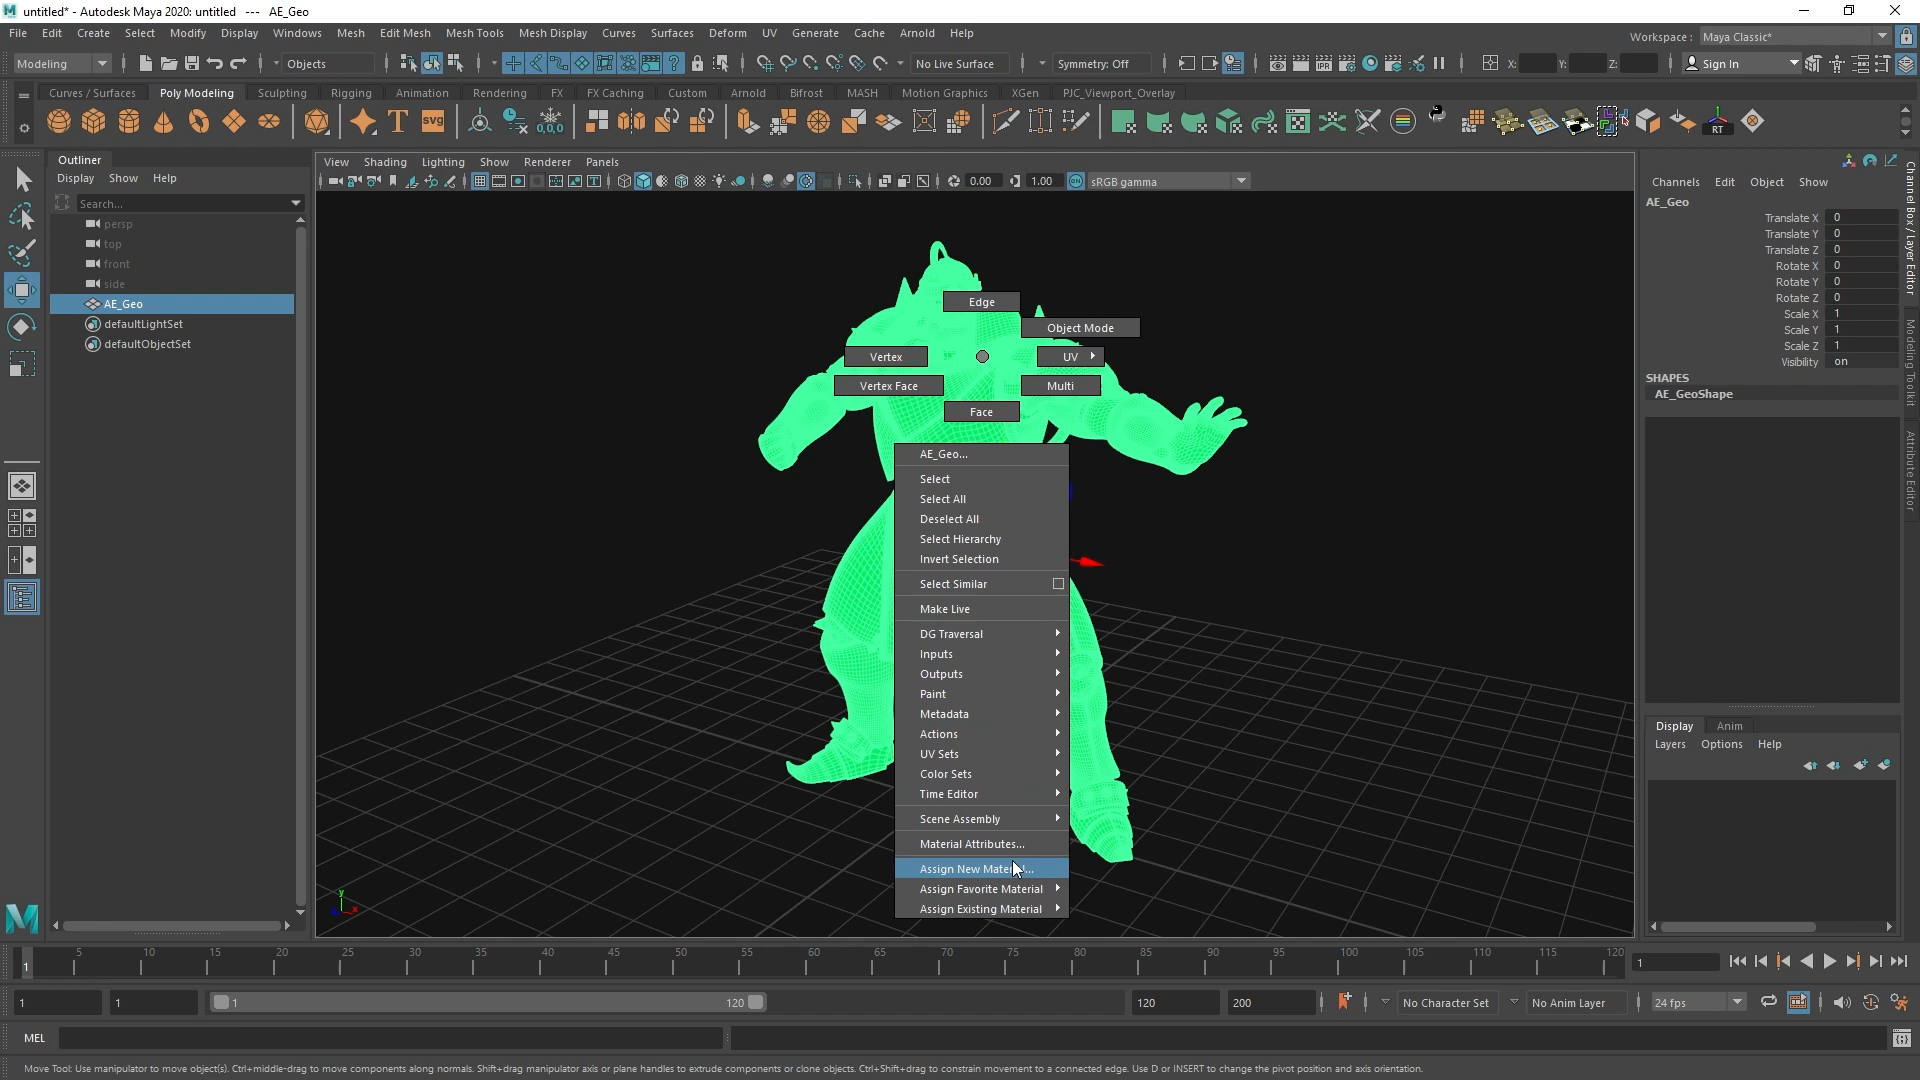 untitled* - Autodesk Maya 2020: untitled --- AE_Geo
File Edit Create Select Modify Display Windows Mesh Edit Mesh Mesh Tools Mesh Display Curves Surfaces Deform UV Generate Cache Arnold Help
Workspace : Maya Classic*
Modeling Objects No Live Surface Symmetry: Off X: Y: Z: Sign In
Curves / Surfaces Poly Modeling Sculpting Rigging Animation Rendering FX FX Caching Custom Arnold Bifrost MASH Motion Graphics XGen PJC_Viewport_Overlay
T SVG 0,0,0 RT
Outliner
Display Show Help
Search...
persp
top
front
side
AE_Geo
defaultLightSet
defaultObjectSet
View Shading Lighting Show Renderer Panels
0.00 1.00 sRGB gamma
Edge
Object Mode
Vertex UV
Vertex Face Multi
Face
AE_Geo...
Select
Select All
Deselect All
Select Hierarchy
Invert Selection
Select Similar
Make Live
DG Traversal
Inputs
Outputs
Paint
Metadata
Actions
UV Sets
Color Sets
Time Editor
Scene Assembly
Material Attributes...
Assign New Mate
Assign Favorite Material
Assign Existing Material
y
x
Channels Edit Object Show
AE_Geo
Translate X 0
Translate Y 0
Translate Z 0
Rotate X 0
Rotate Y 0
Rotate Z 0
Scale X 1
Scale Y 1
Scale Z 1
Visibility on
SHAPES
AE_GeoShape
Display Anim
Layers Options Help
Channel Box / Layer Editor
Modeling Toolkit
Attribute Editor
5 10 15 20 25 30 35 40 45 50 55 60 65 70 75 80 85 90 95 100 105 110 115 120
1 1
1 1 1 120 120 200 No Character Set No Anim Layer 24 fps
MEL
Move Tool: Use manipulator to move object(s). Ctrl+middle-drag to move components along normals. Shift+drag manipulator axis or plane handles to extrude components or clone objects. Ctrl+Shift+drag to constrain movement to a connected edge. Use D or INSERT to change the pivot position and axis orientation.